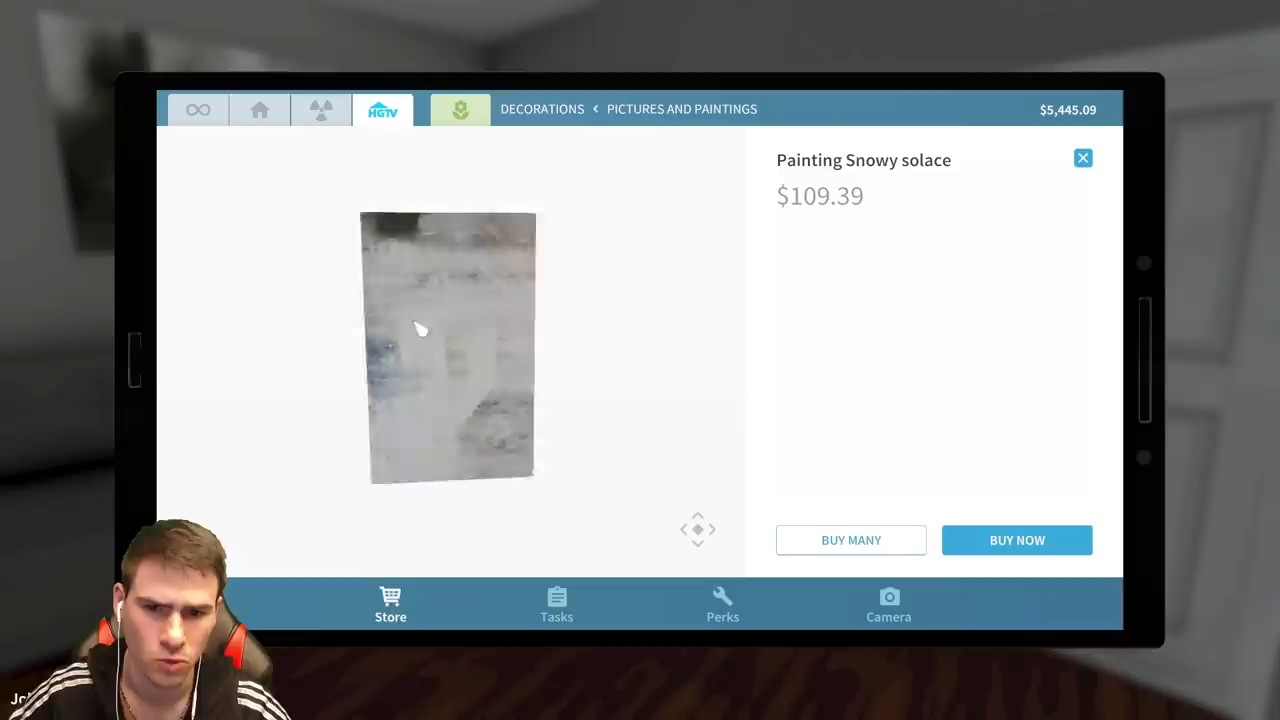 HGTV
DECORATIONS < PICTURES AND PAINTINGS
$5,445.09
Painting Snowy solace
$109.39
BUY MANY
BUY NOW
Store
Tasks
Perks
Camera